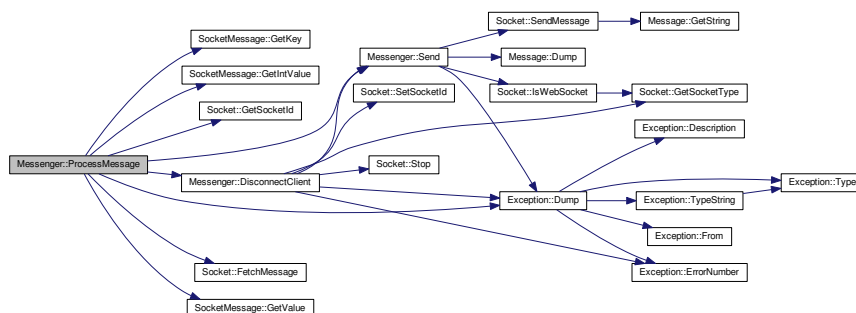 Socket::SendMessage
Message::GetString
SocketMessage::GetKey
Messenger::Send
Message::Dump
SocketMessage::GetIntValue
Socket::SetSocketId
Socket::IsWebSocket
Socket::GetSocketType
Socket::GetSocketId
Exception::Description
Messenger::ProcessMessage
Socket::Stop
Messenger::DisconnectClient
Exception::Type
Exception::Dump
Exception::TypeString
Exception::From
Socket::FetchMessage
Exception::ErrorNumber
SocketMessage::GetValue